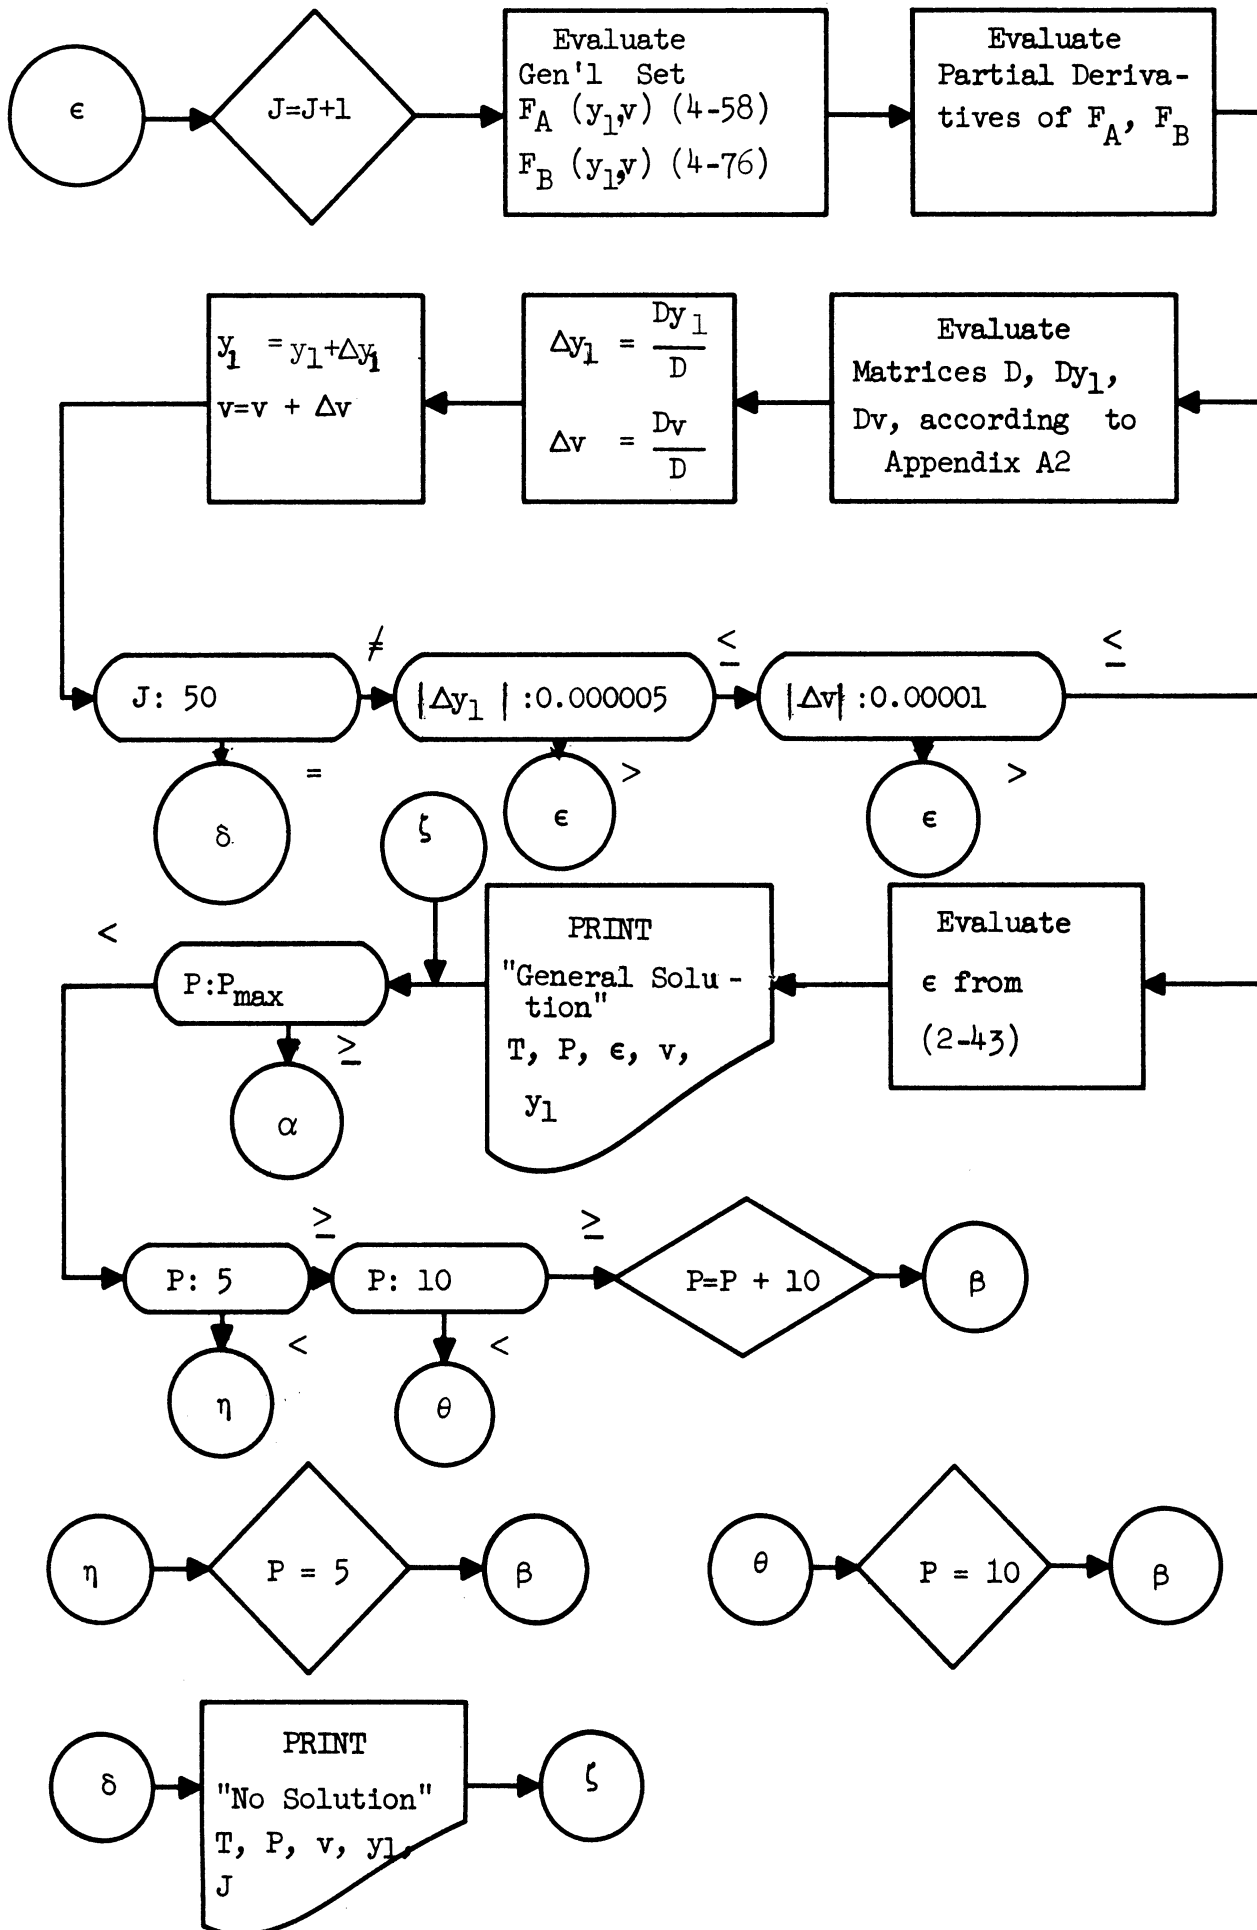 ϵ
J=J+1
Evaluate
Gen'l Set
F_A (y_1,v) (4-58)
F_B (y_1,v) (4-76)
Evaluate
Partial Deriva-
tives of F_A, F_B
y_1 = y_1+Δy_1
v=v + Δv
Δy_1 = Dy_1/D
Δv = Dv/D
Evaluate
Matrices D, Dy_1,
Dv, according to
Appendix A2
J: 50
≠
|Δy_1 | :0.000005
≤
|Δv| :0.00001
≤
=
>
>
δ
ζ
ϵ
ϵ
<
P:P_max
≥
α
PRINT
"General Solu-
tion"
T, P, ϵ, v,
y_1
Evaluate
ϵ from
(2-43)
P: 5
≥
P: 10
≥
P=P + 10
β
<
<
η
θ
η
P = 5
β
θ
P = 10
β
δ
PRINT
"No Solution"
T, P, v, y_1,
J
ζ